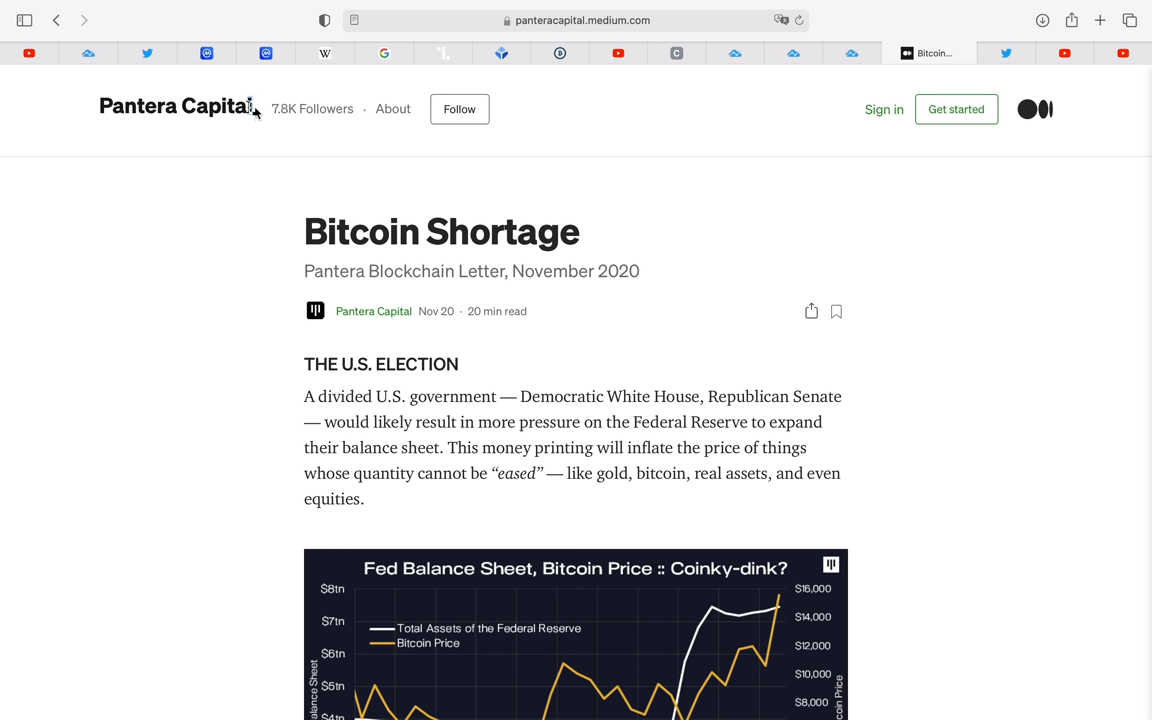 panteracapital.medium.com
Bitcoin...
Pantera Capital
7.8K Followers · About
Follow
Sign in
Get started
Bitcoin Shortage
Pantera Blockchain Letter, November 2020
Pantera Capital Nov 20 · 20 min read
THE U.S. ELECTION
A divided U.S. government — Democratic White House, Republican Senate
— would likely result in more pressure on the Federal Reserve to expand
their balance sheet. This money printing will inflate the price of things
whose quantity cannot be “eased” — like gold, bitcoin, real assets, and even
equities.
Fed Balance Sheet, Bitcoin Price :: Coinky-dink?
$8tn
$16,000
$7tn
$14,000
Total Assets of the Federal Reserve
Bitcoin Price
$6tn
$12,000
$5tn
$10,000
$8,000
$4tn